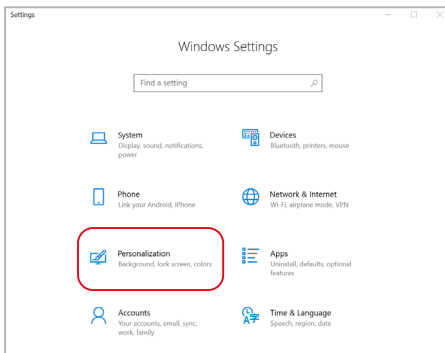 Settings
Windows Settings
Find a setting
System
Display, sound, notifications,
power
Devices
Bluetooth, printers, mouse
Phone
Link your Android, iPhone
Network & Internet
Wi-Fi, airplane mode, VPN
Personalization
Background, lock screen, colors
Apps
Uninstall, defaults, optional
features
Accounts
Your accounts, email, sync,
work, family
Time & Language
Speech, region, date